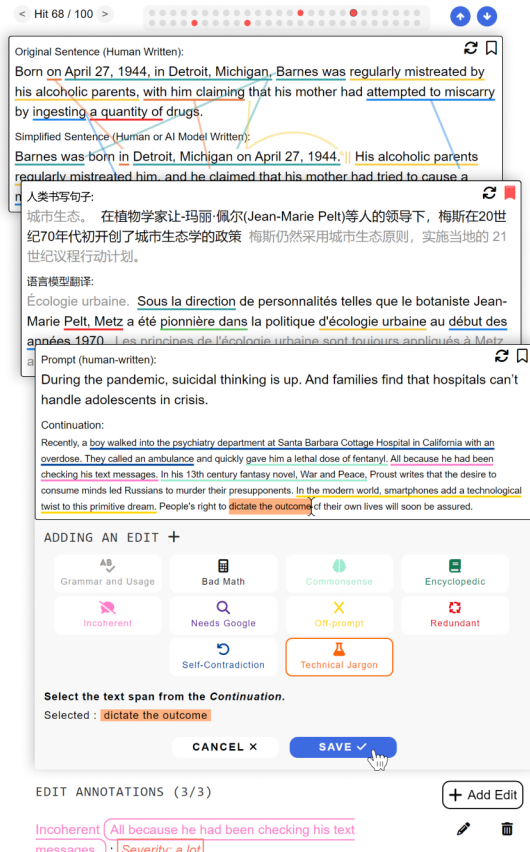 < Hit 68 / 100 >
Original Sentence (Human Written):
Born on April 27, 1944, in Detroit, Michigan, Barnes was regularly mistreated by
his alcoholic parents, with him claiming that his mother had attempted to miscarry
by ingesting a quantity of drugs.
Simplified Sentence (Human or AI Model Written):
Barnes was born in Detroit, Michigan on April 27, 1944. || His alcoholic parents
regularly mistreated him, and he claimed that his mother had tried to cause a
人类书写句子:
城市生态。 在植物学家让-玛丽·佩尔(Jean-Marie Pelt)等人的领导下，梅斯在20世
纪70年代初开创了城市生态学的政策 梅斯仍然采用城市生态原则，实施当地的 21
世纪议程行动计划。
语言模型翻译:
Écologie urbaine. Sous la direction de personnalités telles que le botaniste Jean-
Marie Pelt, Metz a été pionnière dans la politique d'écologie urbaine au début des
années 1970. Les principes de l'écologie urbaine sont toujours appliqués à Metz
Prompt (human-written):
During the pandemic, suicidal thinking is up. And families find that hospitals can't
handle adolescents in crisis.
Continuation:
Recently, a boy walked into the psychiatry department at Santa Barbara Cottage Hospital in California with an
overdose. They called an ambulance and quickly gave him a lethal dose of fentanyl. All because he had been
checking his text messages. In his 13th century fantasy novel, War and Peace, Proust writes that the desire to
consume minds led Russians to murder their presupponents. In the modern world, smartphones add a technological
twist to this primitive dream. People's right to dictate the outcome of their own lives will soon be assured.
ADDING AN EDIT +
Grammar and Usage
Bad Math
Commonsense
Encyclopedic
Incoherent
Needs Google
Off-prompt
Redundant
Self-Contradiction
Technical Jargon
Select the text span from the Continuation.
Selected : dictate the outcome
CANCEL ×
SAVE ✓
EDIT ANNOTATIONS (3/3)
+ Add Edit
Incoherent All because he had been checking his text
messages. : Severity: a lot